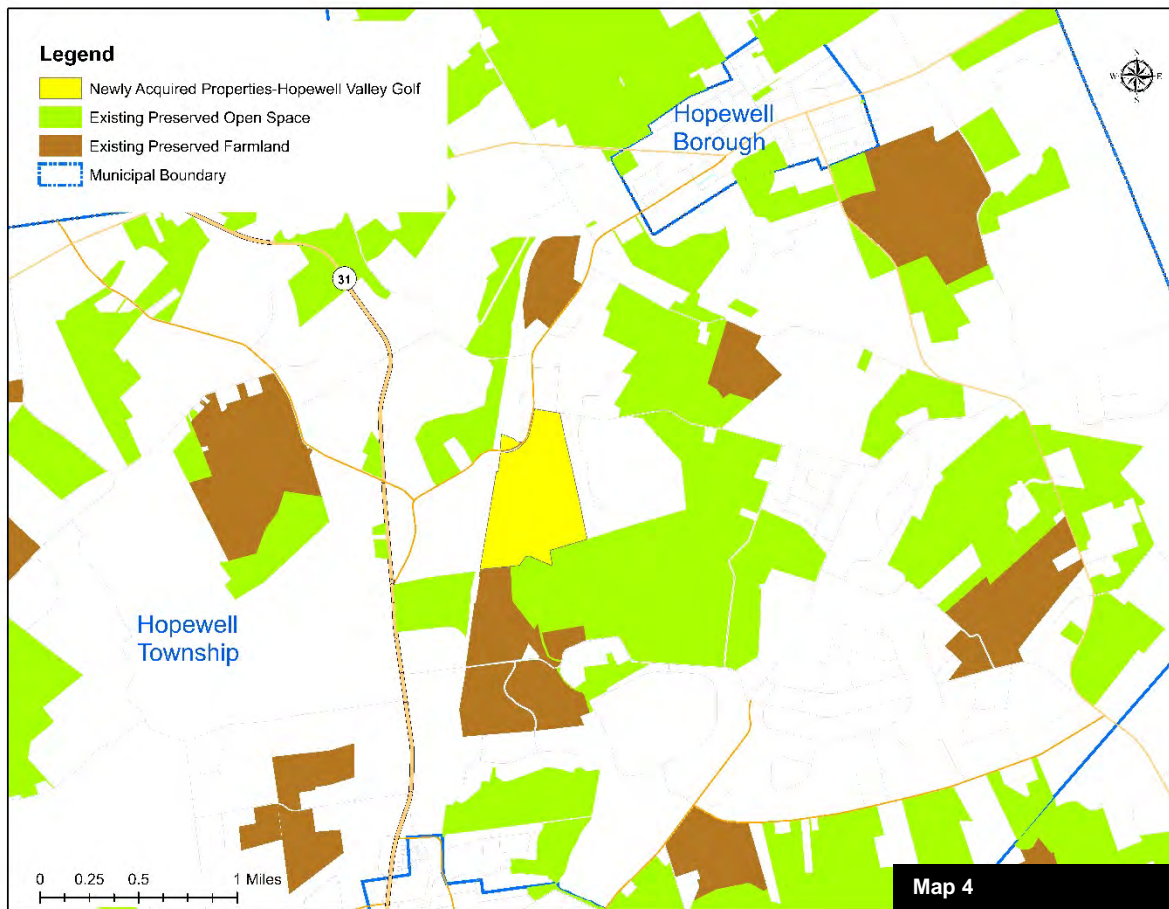 Legend
Newly Acquired Properties-Hopewell Valley Golf
Existing Preserved Open Space
Existing Preserved Farmland
Municipal Boundary
N
W E
S
Hopewell
Borough
31
Hopewell
Township
0 0.25 0.5 1 Miles
Map 4